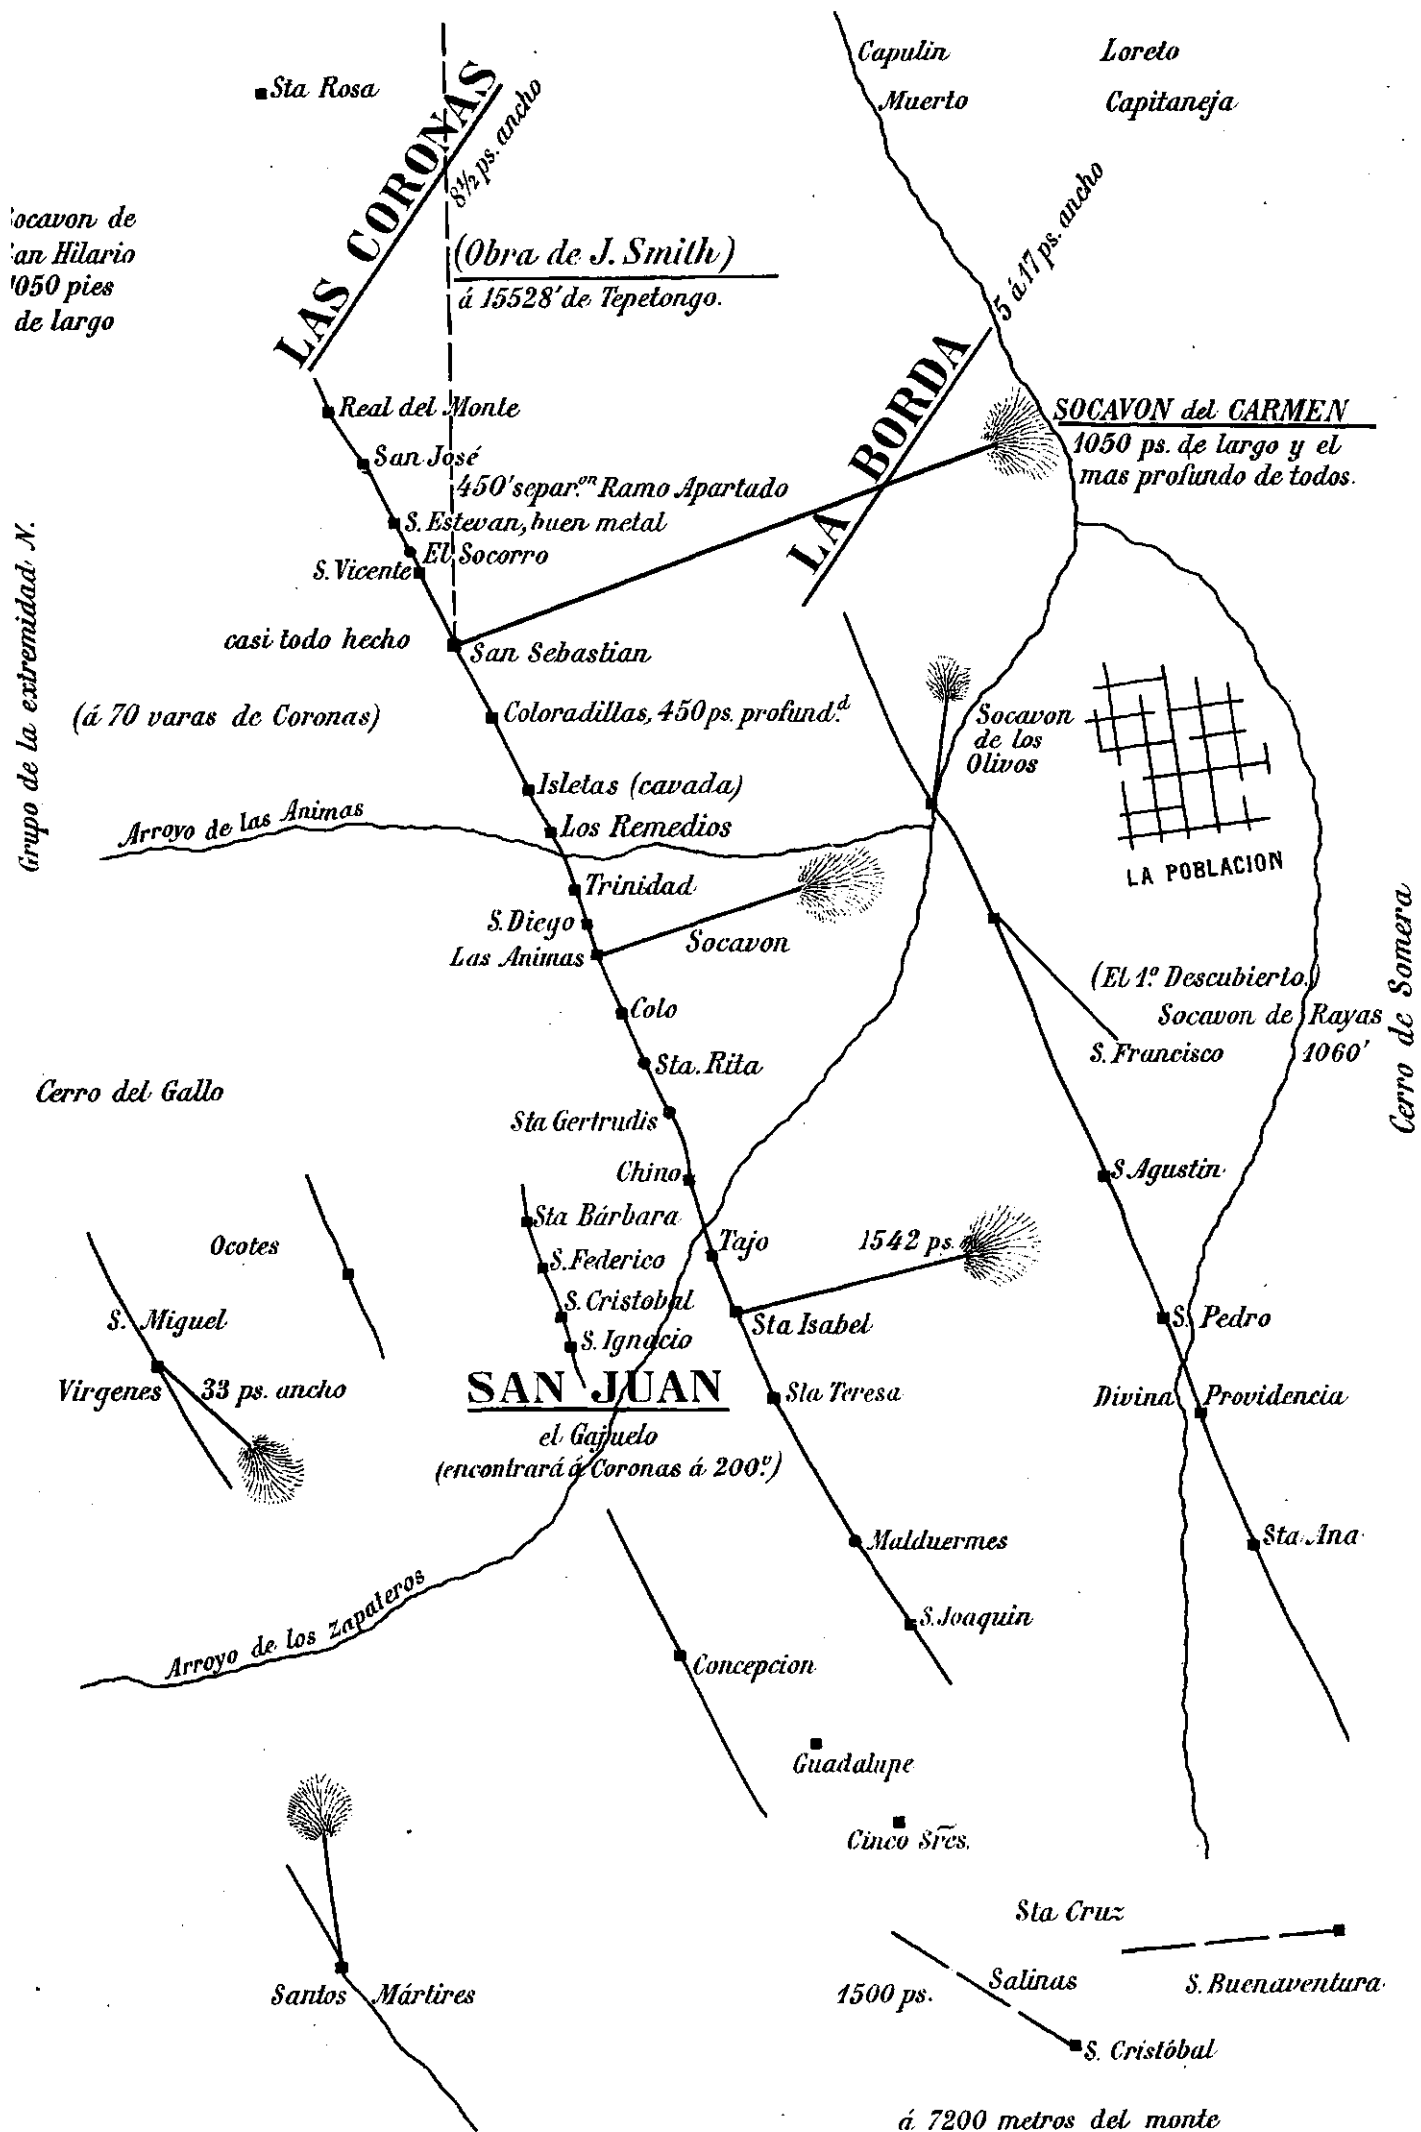 Capulin Loreto
Muerto Capitaneja
Sta Rosa
LAS CORONAS
8½ ps. ancho
5 á 17 ps. ancho
ocavon de
an Hilario
1050 pies
de largo
(Obra de J. Smith)
á 15528' de Tepetongo.
LA BORDA
Real del Monte
SOCAVON del CARMEN
1050 ps. de largo y el
mas profundo de todos.
San José
450' separ.on Ramo Apartado
S. Estevan, buen metal
El Socorro
S. Vicente
Grupo de la extremidad N.
casi todo hecho
San Sebastian
(á 70 varas de Coronas)
Coloradillas, 450 ps. profund.d
Socavon
de los
Olivos
Isletas (cavada)
Arroyo de las Animas
Los Remedios
LA POBLACION
Trinidad
S. Diego
Las Animas
Socavon
Cerro de Somera
(El 1º Descubierto.)
Colo
Socavon de Rayas
S. Francisco 1060'
Sta. Rita
Cerro del Gallo
Sta Gertrudis
Chino
S. Agustin
Sta Bárbara
Ocotes
Tajo
1542 ps.
S. Federico
S. Cristobal
S. Miguel
Sta Isabel
S. Pedro
S. Ignacio
Virgenes 33 ps. ancho
SAN JUAN
Sta Teresa
Divina Providencia
el Gajuelo
(encontrará á Coronas á 200.v)
Malduermes
Sta Ana
Arroyo de los Zapateros
S. Joaquin
Concepcion
Guadalupe
Cinco Sres.
Sta Cruz
Salinas
S. Buenaventura
Santos Mártires
1500 ps.
S. Cristóbal
á 7200 metros del monte